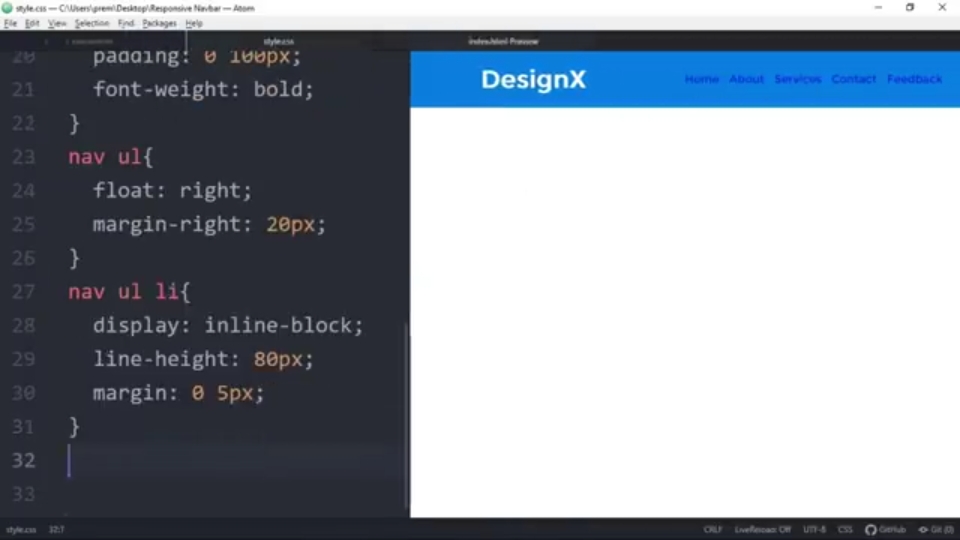 style.css — C:\Users\prem\Desktop\Responsive Navbar — Atom
File Edit View Selection Find Packages Help
style.css
index.html Preview
20 padding: 0 100px;
21 font-weight: bold;
22 }
23 nav ul{
24 float: right;
25 margin-right: 20px;
26 }
27 nav ul li{
28 display: inline-block;
29 line-height: 80px;
30 margin: 0 5px;
31 }
32
33
DesignX Home About Services Contact Feedback
style.css 32:7 CRLF LiveReload: Off UTF-8 CSS GitHub Git (0)